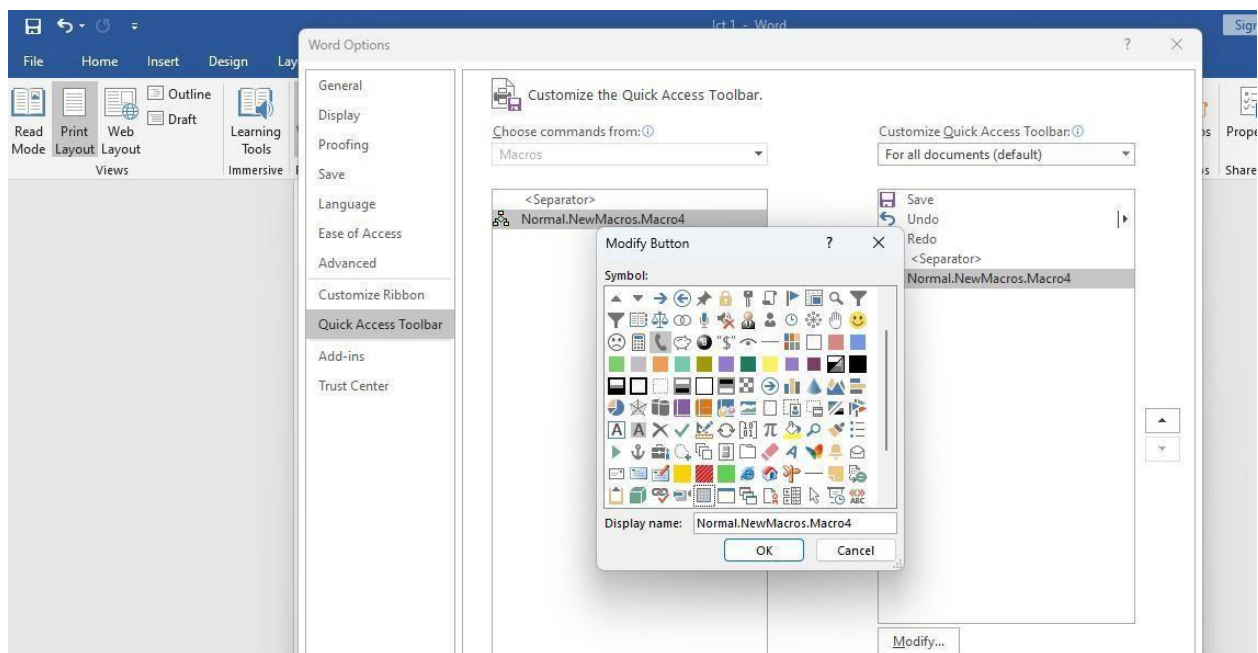 lct 1 - Word
Sign
File Home Insert Design Lay
Word Options
Read Mode
Print Layout
Web Layout
Outline
Draft
Views
Learning Tools
Immersive
General
Display
Proofing
Save
Language
Ease of Access
Advanced
Customize Ribbon
Quick Access Toolbar
Add-ins
Trust Center
Customize the Quick Access Toolbar.
Choose commands from:
Macros
<Separator>
Normal.NewMacros.Macro4
Customize Quick Access Toolbar:
For all documents (default)
Save
Undo
Redo
<Separator>
Normal.NewMacros.Macro4
Modify Button
Symbol:
Display name: Normal.NewMacros.Macro4
OK Cancel
Modify...
Prope
Share